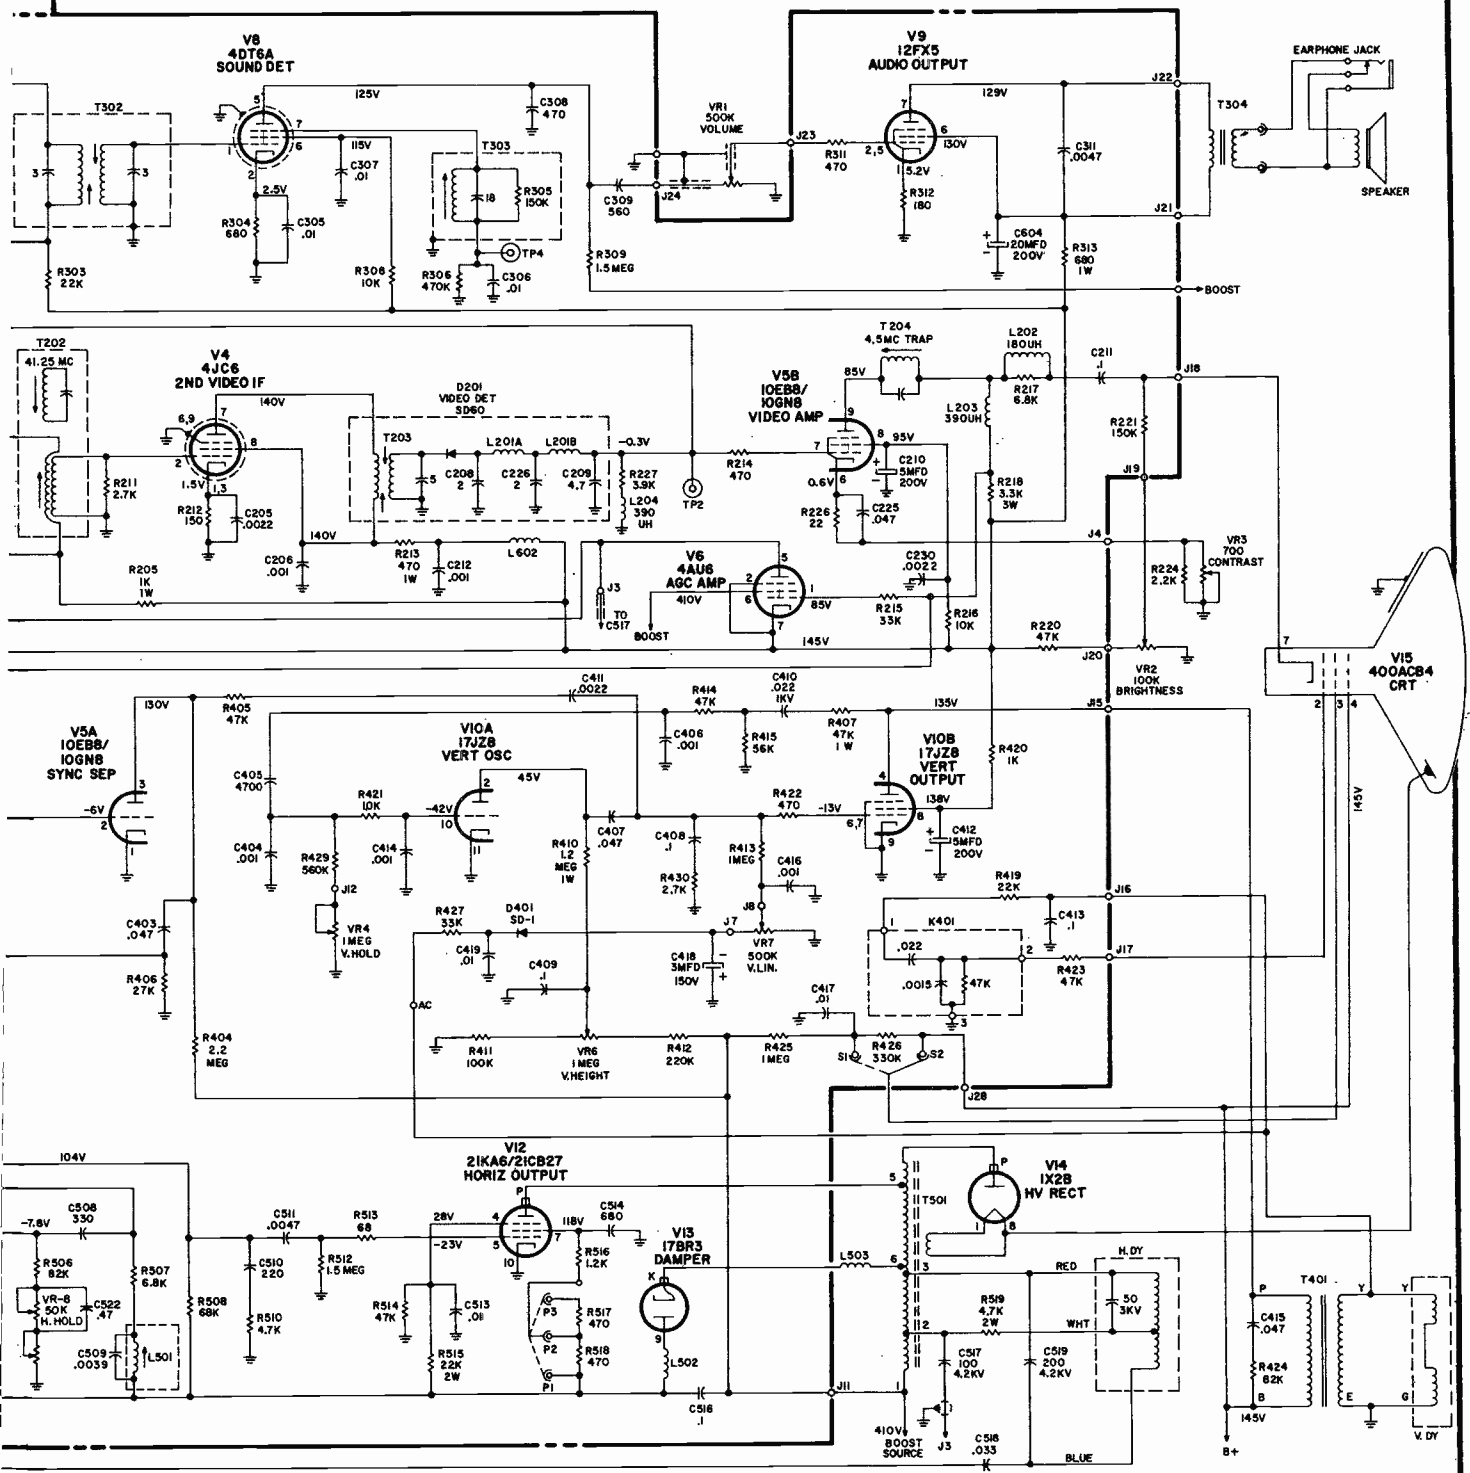 V8
4DT6A
SOUND DET
V9
12FX5
AUDIO OUTPUT
EARPHONE JACK
T302
5
125V
C308
470
VR1
500K
VOLUME
7
129V
J22
T304
7
6
115V
C307
.01
T303
J23
R311
470
2,5
6
130V
C311
.0047
3
3
1
2
2.5V
18
R305
150K
J24
C309
560
1
5.2V
R312
180
SPEAKER
R304
680
C305
.01
TP4
J21
C604
20MFD
200V
R313
680
1W
R303
22K
R308
10K
R306
470K
C306
.01
R309
1.5MEG
BOOST
T202
41.25 MC
V4
4JC6
2ND VIDEO IF
T204
4.5MC TRAP
L202
180UH
C211
.1
J18
D201
VIDEO DET
SD60
V5B
10EB8/
10GN8
VIDEO AMP
85V
R217
6.8K
L203
390UH
6,9
7
140V
8
T203
L201A
L201B
-0.3V
9
7
8
95V
R221
150K
2
R211
2.7K
1.5V
1,3
R212
150
C205
.0022
5
C208
2
C226
2
C209
4.7
R227
3.9K
L204
390
UH
TP2
R214
470
C210
5MFD
200V
0.6V
6
R226
22
C225
.047
R218
3.3K
3W
J19
C206
.001
140V
R213
470
1W
C212
.001
L602
V6
4AU6
AGC AMP
5
C230
.0022
J4
VR3
700
CONTRAST
R224
2.2K
R205
1K
1W
J3
TO
C517
BOOST
410V
2
6
1
85V
7
R215
33K
R216
10K
145V
R220
47K
J20
VR2
100K
BRIGHTNESS
7
V15
400ACB4
CRT
2
3
4
130V
R405
47K
C411
.0022
R414
47K
C410
.022
1KV
R407
47K
1W
135V
J15
V5A
10EB8/
10GN8
SYNC SEP
V10A
17JZ8
VERT OSC
C406
.001
R415
56K
V10B
17JZ8
VERT
OUTPUT
R420
1K
3
-6V
2
1
C405
4700
R421
10K
-42V
10
2
45V
11
R422
470
-13V
6,7
4
138V
8
9
145V
C404
.001
R429
560K
C414
.001
R410
1.2
MEG
1W
C407
.047
C408
.1
R413
1MEG
C416
.001
C412
5MFD
200V
J12
R430
2.7K
R419
22K
J16
C403
.047
VR4
1MEG
V.HOLD
R427
33K
D401
SD-1
J8
J7
VR7
500K
V.LIN.
1
K401
C413
.1
C419
.01
C418
3MFD
150V
.022
2
R423
47K
J17
R406
27K
C409
.1
.0015
47K
AC
C417
.01
3
R404
2.2
MEG
R411
100K
VR6
1MEG
V.HEIGHT
R412
220K
R425
1MEG
S1
R426
330K
S2
J28
104V
V12
21KA6/21CB27
HORIZ OUTPUT
P
P
V14
1X2B
HV RECT
5
T501
1
8
-7.8V
C508
330
C511
.0047
R513
68
28V
4
-23V
5
10
118V
7
C514
680
V13
17BR3
DAMPER
K
R506
82K
VR-8
50K
H.HOLD
C522
.47
R507
6.8K
C510
220
R512
1.5 MEG
R516
1.2K
L503
6
3
RED
H.DY
T401
P
Y
Y
C509
.0039
L501
R508
68K
R510
4.7K
R514
47K
C513
.01
P3
R517
470
P2
R518
470
9
R519
4.7K
2W
WHT
50
3KV
C415
.047
R515
22K
2W
P1
L502
2
C517
100
4.2KV
C519
200
4.2KV
R424
82K
C516
.1
J11
1
B
145V
E
G
V.DY
410V
BOOST
SOURCE
J3
C518
.033
BLUE
B+